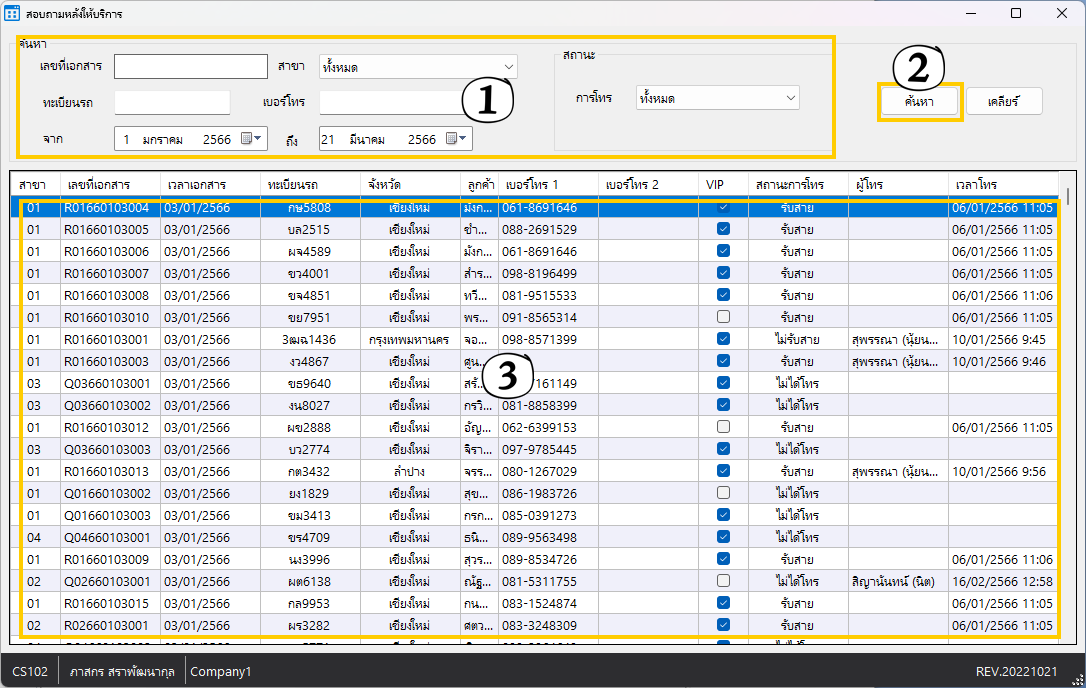 สอบถามหลังให้บริการ
ค้นหา
เลขที่เอกสาร สาขา ทั้งหมด
ทะเบียนรถ เบอร์โทร
จาก 1 มกราคม 2566 ถึง 21 มีนาคม 2566
สถานะ
การโทร ทั้งหมด
1
2
ค้นหา เคลียร์
สาขา เลขที่เอกสาร เวลาเอกสาร ทะเบียนรถ จังหวัด ลูกค้า เบอร์โทร 1 เบอร์โทร 2 VIP สถานะการโทร ผู้โทร เวลาโทร
01 R01660103004 03/01/2566 กษ5808 เชียงใหม่ มังก... 061-8691646 รับสาย 06/01/2566 11:05
01 R01660103005 03/01/2566 บล2515 เชียงใหม่ ชำ... 088-2691529 รับสาย 06/01/2566 11:05
01 R01660103006 03/01/2566 ผจ4589 เชียงใหม่ มังก... 061-8691646 รับสาย 06/01/2566 11:05
01 R01660103007 03/01/2566 ขว4001 เชียงใหม่ สำร... 098-8196499 รับสาย 06/01/2566 11:05
01 R01660103008 03/01/2566 ขจ4851 เชียงใหม่ ทวี... 081-9515533 รับสาย 06/01/2566 11:06
01 R01660103010 03/01/2566 ขย7951 เชียงใหม่ พร... 091-8565314 รับสาย 06/01/2566 11:05
01 R01660103001 03/01/2566 3ฒฉ1436 กรุงเทพมหานคร จอ... 098-8571399 ไม่รับสาย สุพรรณา (นุ้ยน... 10/01/2566 9:45
01 R01660103003 03/01/2566 งว4867 เชียงใหม่ ศูน... รับสาย สุพรรณา (นุ้ยน... 10/01/2566 9:46
3
03 Q03660103001 03/01/2566 ขธ9640 เชียงใหม่ สร้... 161149 ไม่ได้โทร
03 Q03660103002 03/01/2566 งน8027 เชียงใหม่ กรวิ... 081-8858399 ไม่ได้โทร
01 R01660103012 03/01/2566 ผข2888 เชียงใหม่ อัญ... 062-6399153 รับสาย 06/01/2566 11:05
03 Q03660103003 03/01/2566 บว2774 เชียงใหม่ จิรา... 097-9785445 ไม่ได้โทร
01 R01660103013 03/01/2566 กต3432 ลำปาง จรร... 080-1267029 รับสาย สุพรรณา (นุ้ยน... 10/01/2566 9:56
01 Q01660103002 03/01/2566 ยง1829 เชียงใหม่ สุข... 086-1983726 ไม่ได้โทร
01 Q01660103003 03/01/2566 ขม3413 เชียงใหม่ กรก... 085-0391273 ไม่ได้โทร
04 Q04660103001 03/01/2566 ขร4709 เชียงใหม่ ธนิ... 089-9563498 ไม่ได้โทร
01 R01660103009 03/01/2566 นง3996 เชียงใหม่ สุวร... 089-8534726 รับสาย 06/01/2566 11:06
02 Q02660103001 03/01/2566 ผต6138 เชียงใหม่ ณัฐ... 081-5311755 ไม่ได้โทร สิญานันทน์ (นิต) 16/02/2566 12:58
01 R01660103015 03/01/2566 กล9953 เชียงใหม่ กน... 083-1524874 รับสาย 06/01/2566 11:05
02 R02660103001 03/01/2566 ผร3282 เชียงใหม่ ศตว... 083-3248309 รับสาย 06/01/2566 11:05
CS102 ภาสกร สราพัฒนากุล Company1 REV.20221021